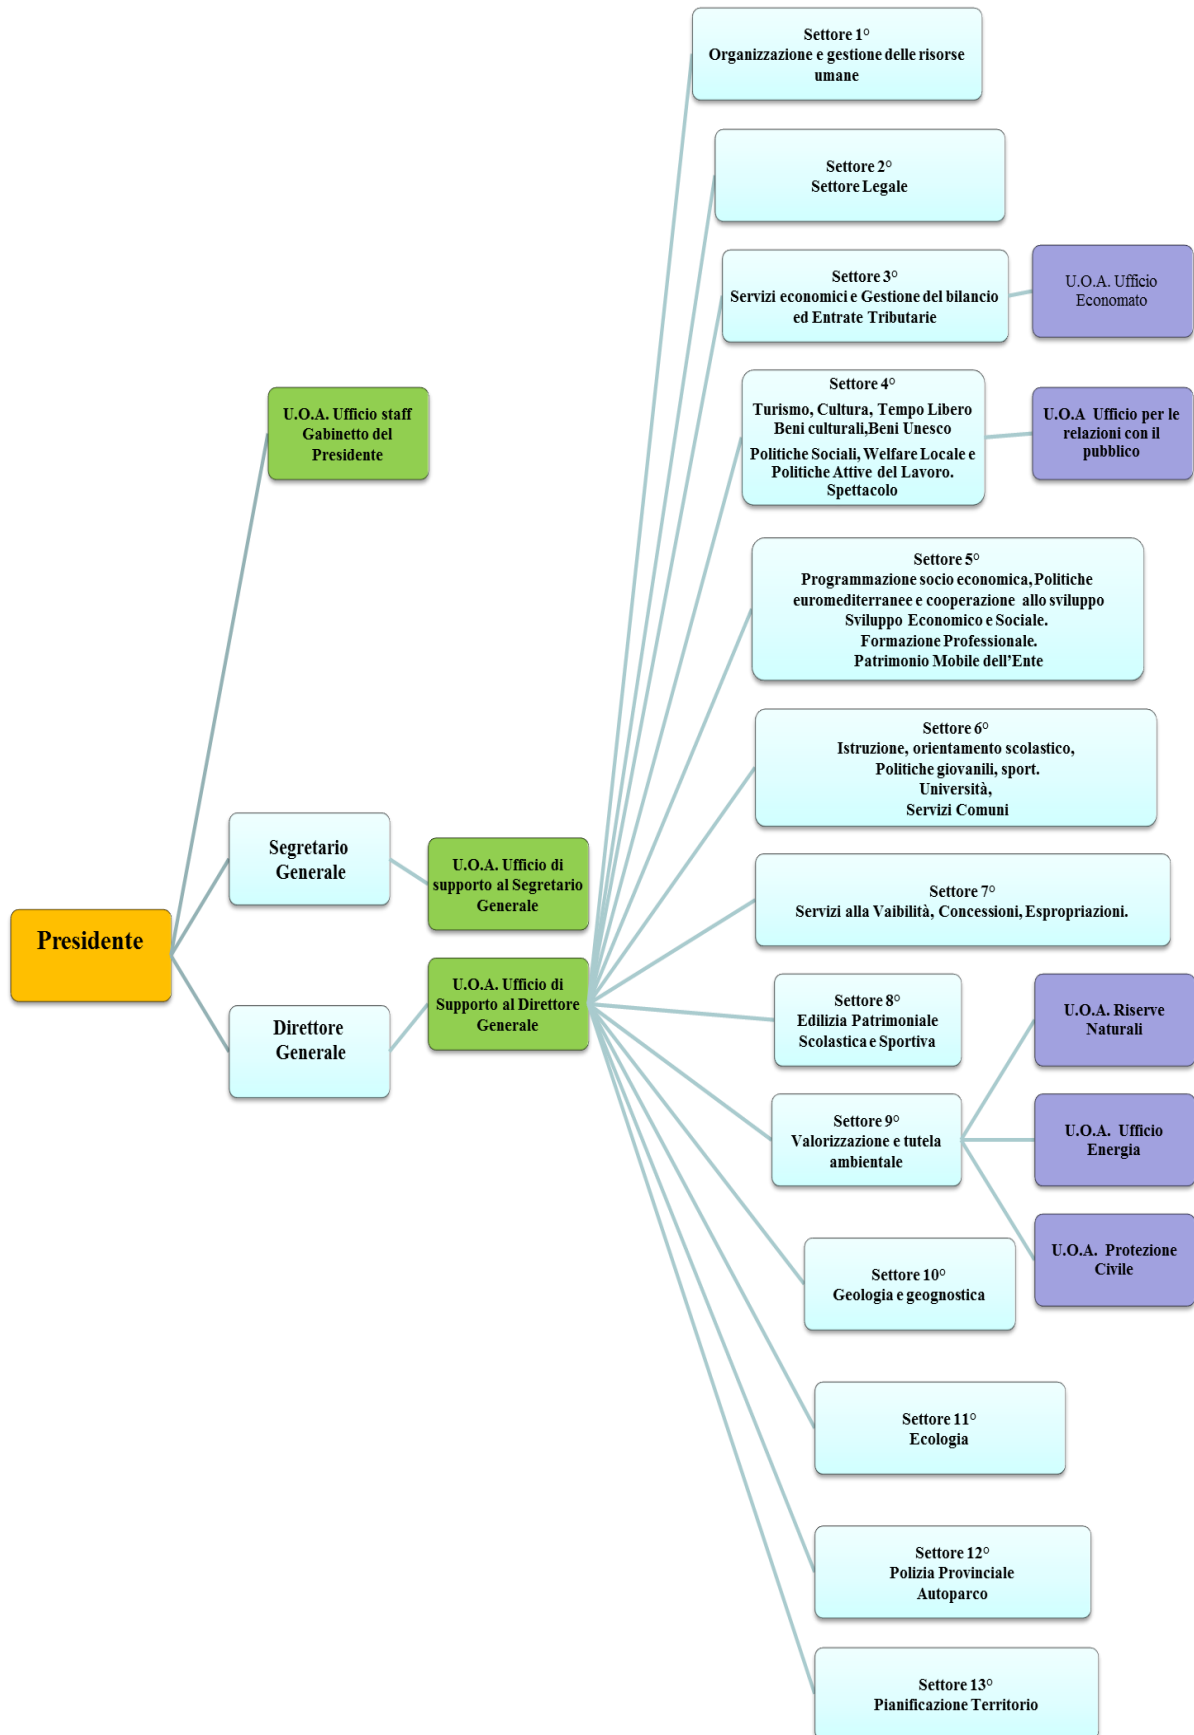 Settore 1°
Organizzazione e gestione delle risorse
umane
Settore 2°
Settore Legale
Settore 3°
Servizi economici e Gestione del bilancio
ed Entrate Tributarie
U.O.A. Ufficio
Economato
Settore 4°
Turismo, Cultura, Tempo Libero
Beni culturali,Beni Unesco
Politiche Sociali, Welfare Locale e
Politiche Attive del Lavoro.
Spettacolo
U.O.A Ufficio per le
relazioni con il
pubblico
U.O.A. Ufficio staff
Gabinetto del
Presidente
Settore 5°
Programmazione socio economica, Politiche
euromediterranee e cooperazione allo sviluppo
Sviluppo Economico e Sociale.
Formazione Professionale.
Patrimonio Mobile dell'Ente
Settore 6°
Istruzione, orientamento scolastico,
Politiche giovanili, sport.
Università,
Servizi Comuni
Segretario
Generale
U.O.A. Ufficio di
supporto al Segretario
Generale
Settore 7°
Servizi alla Vaibilità, Concessioni, Espropriazioni.
Presidente
Direttore
Generale
U.O.A. Ufficio di
Supporto al Direttore
Generale
Settore 8°
Edilizia Patrimoniale
Scolastica e Sportiva
U.O.A. Riserve
Naturali
Settore 9°
Valorizzazione e tutela
ambientale
U.O.A. Ufficio
Energia
U.O.A. Protezione
Civile
Settore 10°
Geologia e geognostica
Settore 11°
Ecologia
Settore 12°
Polizia Provinciale
Autoparco
Settore 13°
Pianificazione Territorio